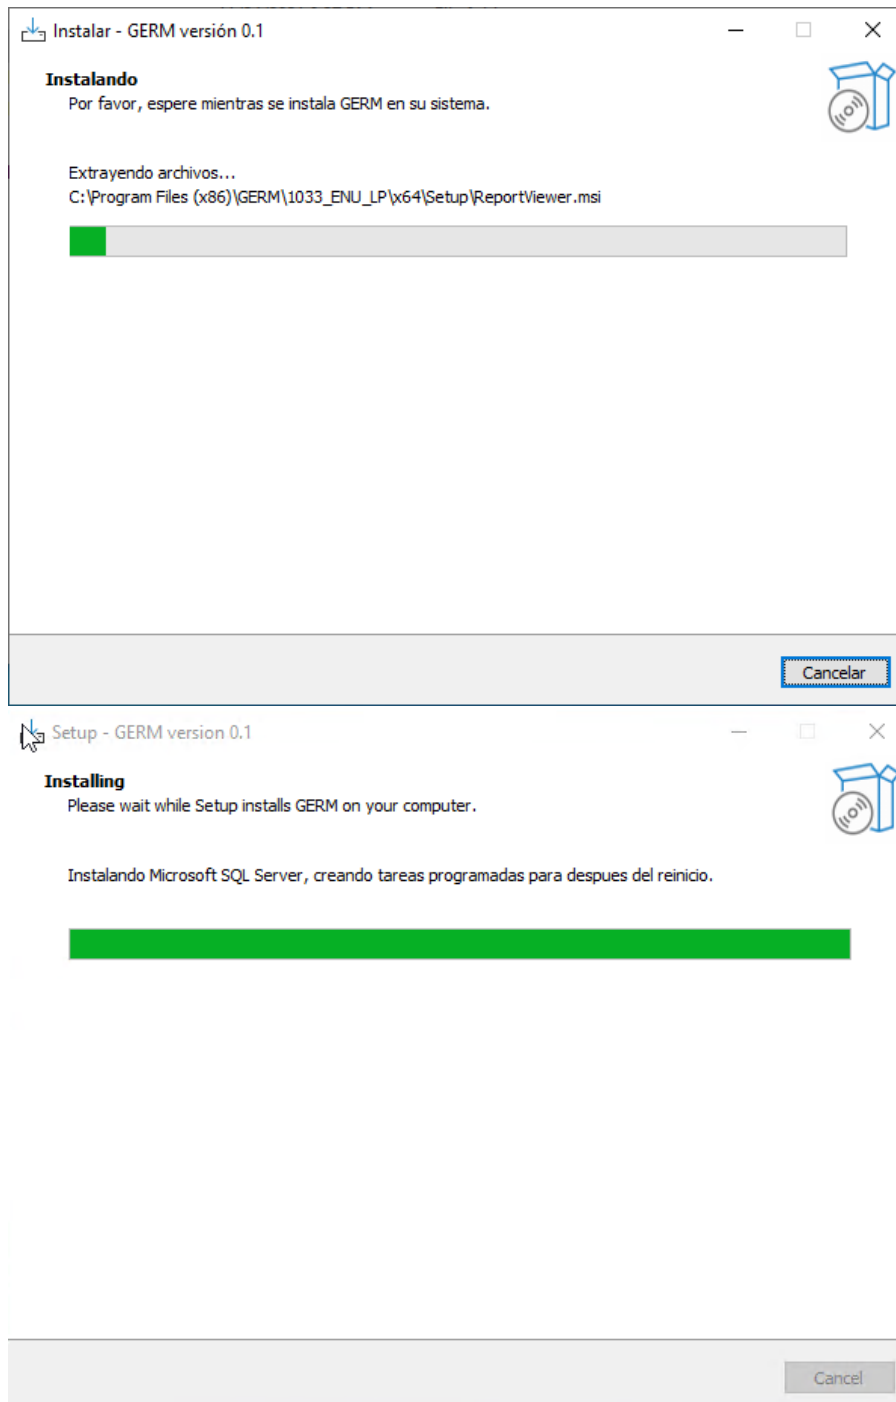 Instalar - GERM versión 0.1
Instalando
Por favor, espere mientras se instala GERM en su sistema.
Extrayendo archivos...
C:\Program Files (x86)\GERM\1033_ENU_LP\x64\Setup\ReportViewer.msi
Cancelar
Setup - GERM version 0.1
Installing
Please wait while Setup installs GERM on your computer.
Instalando Microsoft SQL Server, creando tareas programadas para despues del reinicio.
Cancel